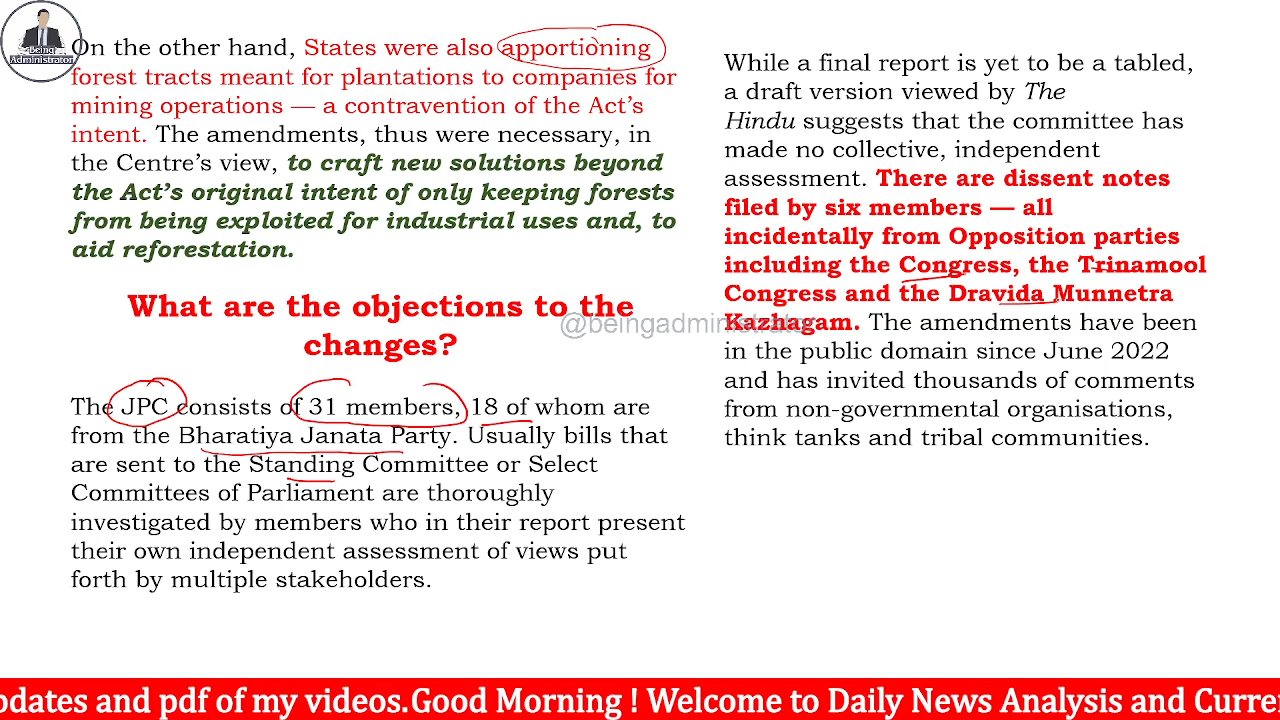 Being
Administrator
On the other hand, States were also apportioning
forest tracts meant for plantations to companies for
mining operations — a contravention of the Act's
intent. The amendments, thus were necessary, in
the Centre's view, to craft new solutions beyond
the Act's original intent of only keeping forests
from being exploited for industrial uses and, to
aid reforestation.
What are the objections to the
changes?
The JPC consists of 31 members, 18 of whom are
from the Bharatiya Janata Party. Usually bills that
are sent to the Standing Committee or Select
Committees of Parliament are thoroughly
investigated by members who in their report present
their own independent assessment of views put
forth by multiple stakeholders.
While a final report is yet to be a tabled,
a draft version viewed by The
Hindu suggests that the committee has
made no collective, independent
assessment. There are dissent notes
filed by six members — all
incidentally from Opposition parties
including the Congress, the Trinamool
Congress and the Dravida Munnetra
Kazhagam. The amendments have been
in the public domain since June 2022
and has invited thousands of comments
from non-governmental organisations,
think tanks and tribal communities.
@beingadministrator
pdates and pdf of my videos.Good Morning ! Welcome to Daily News Analysis and Curre